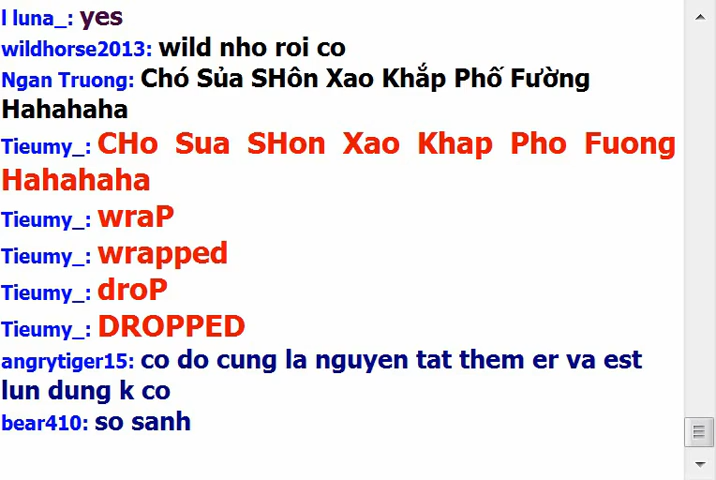 l luna_: yes
wildhorse2013: wild nho roi co
Ngan Truong: Chó Sủa SHôn Xao Khắp Phố Fường
Hahahaha
Tieumy_: CHo Sua SHon Xao Khap Pho Fuong
Hahahaha
Tieumy_: wraP
Tieumy_: wrapped
Tieumy_: droP
Tieumy_: DROPPED
angrytiger15: co do cung la nguyen tat them er va est
lun dung k co
bear410: so sanh